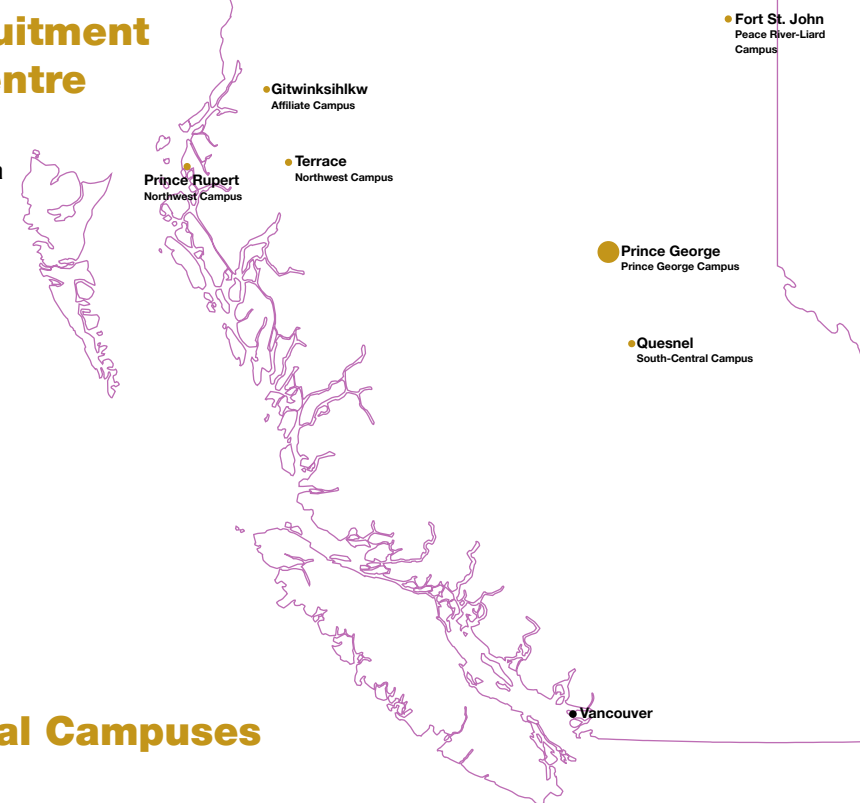 uitment
entre
Fort St. John
Peace River-Liard
Campus
Gitwinksihlkw
Affiliate Campus
Terrace
Northwest Campus
Prince Rupert
Northwest Campus
Prince George
Prince George Campus
Quesnel
South-Central Campus
Vancouver
al Campuses